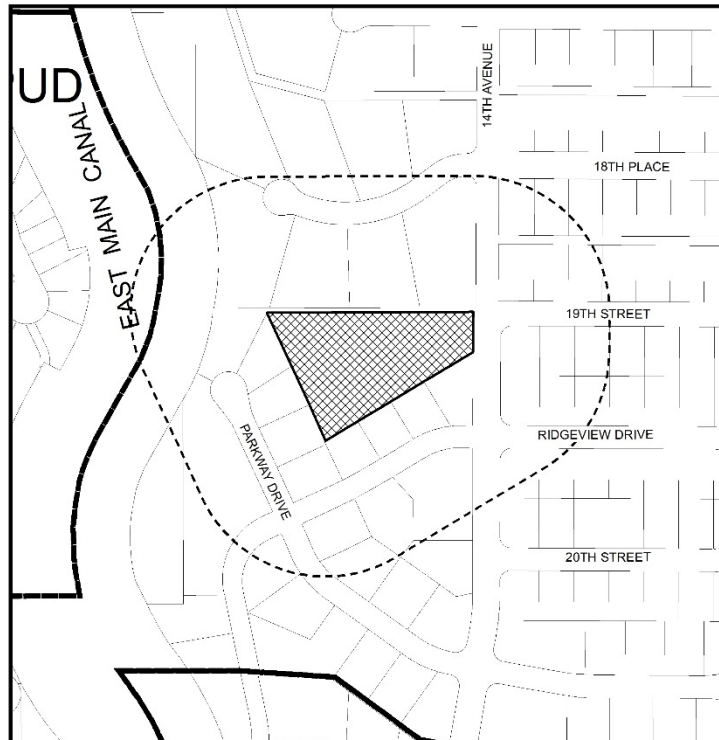 PUD
EAST MAIN CANAL
14TH AVENUE
18TH PLACE
19TH STREET
PARKWAY DRIVE
RIDGEVIEW DRIVE
20TH STREET